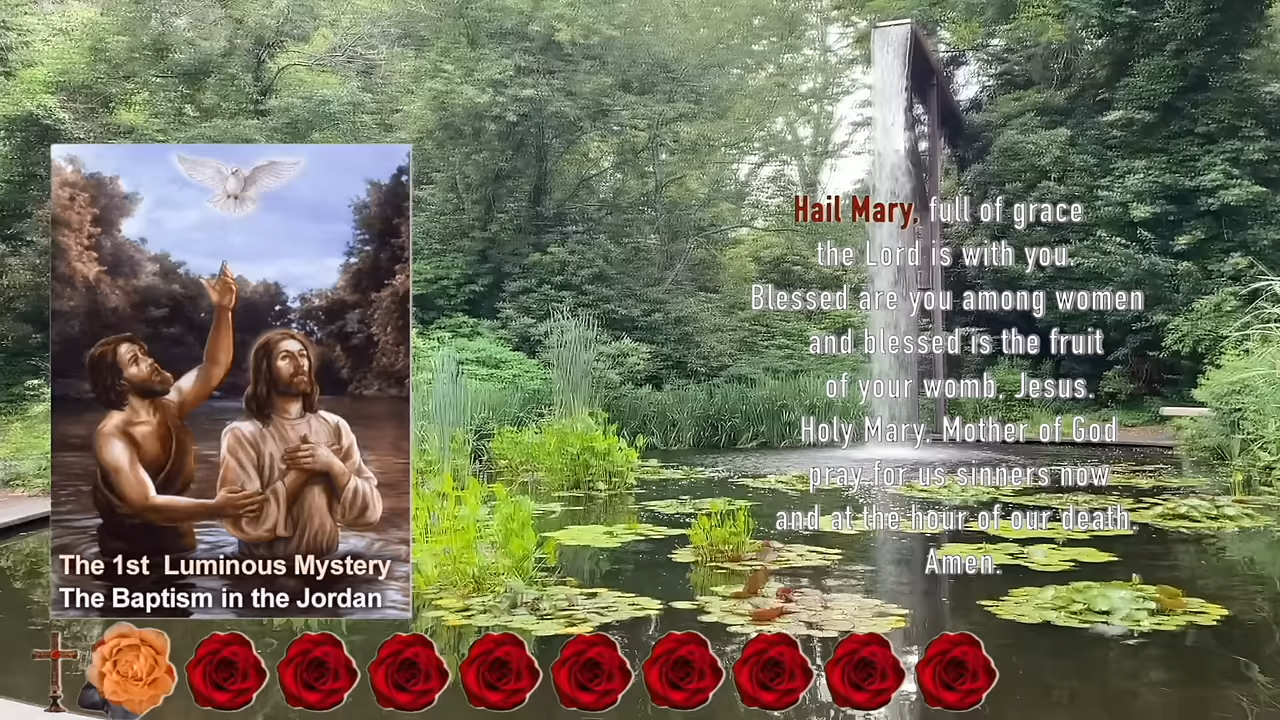 Hail Mary, full of grace
the Lord is with you.
Blessed are you among women
and blessed is the fruit
of your womb, Jesus.
Holy Mary, Mother of God
pray for us sinners now
and at the hour of our death.
Amen.
The 1st Luminous Mystery
The Baptism in the Jordan